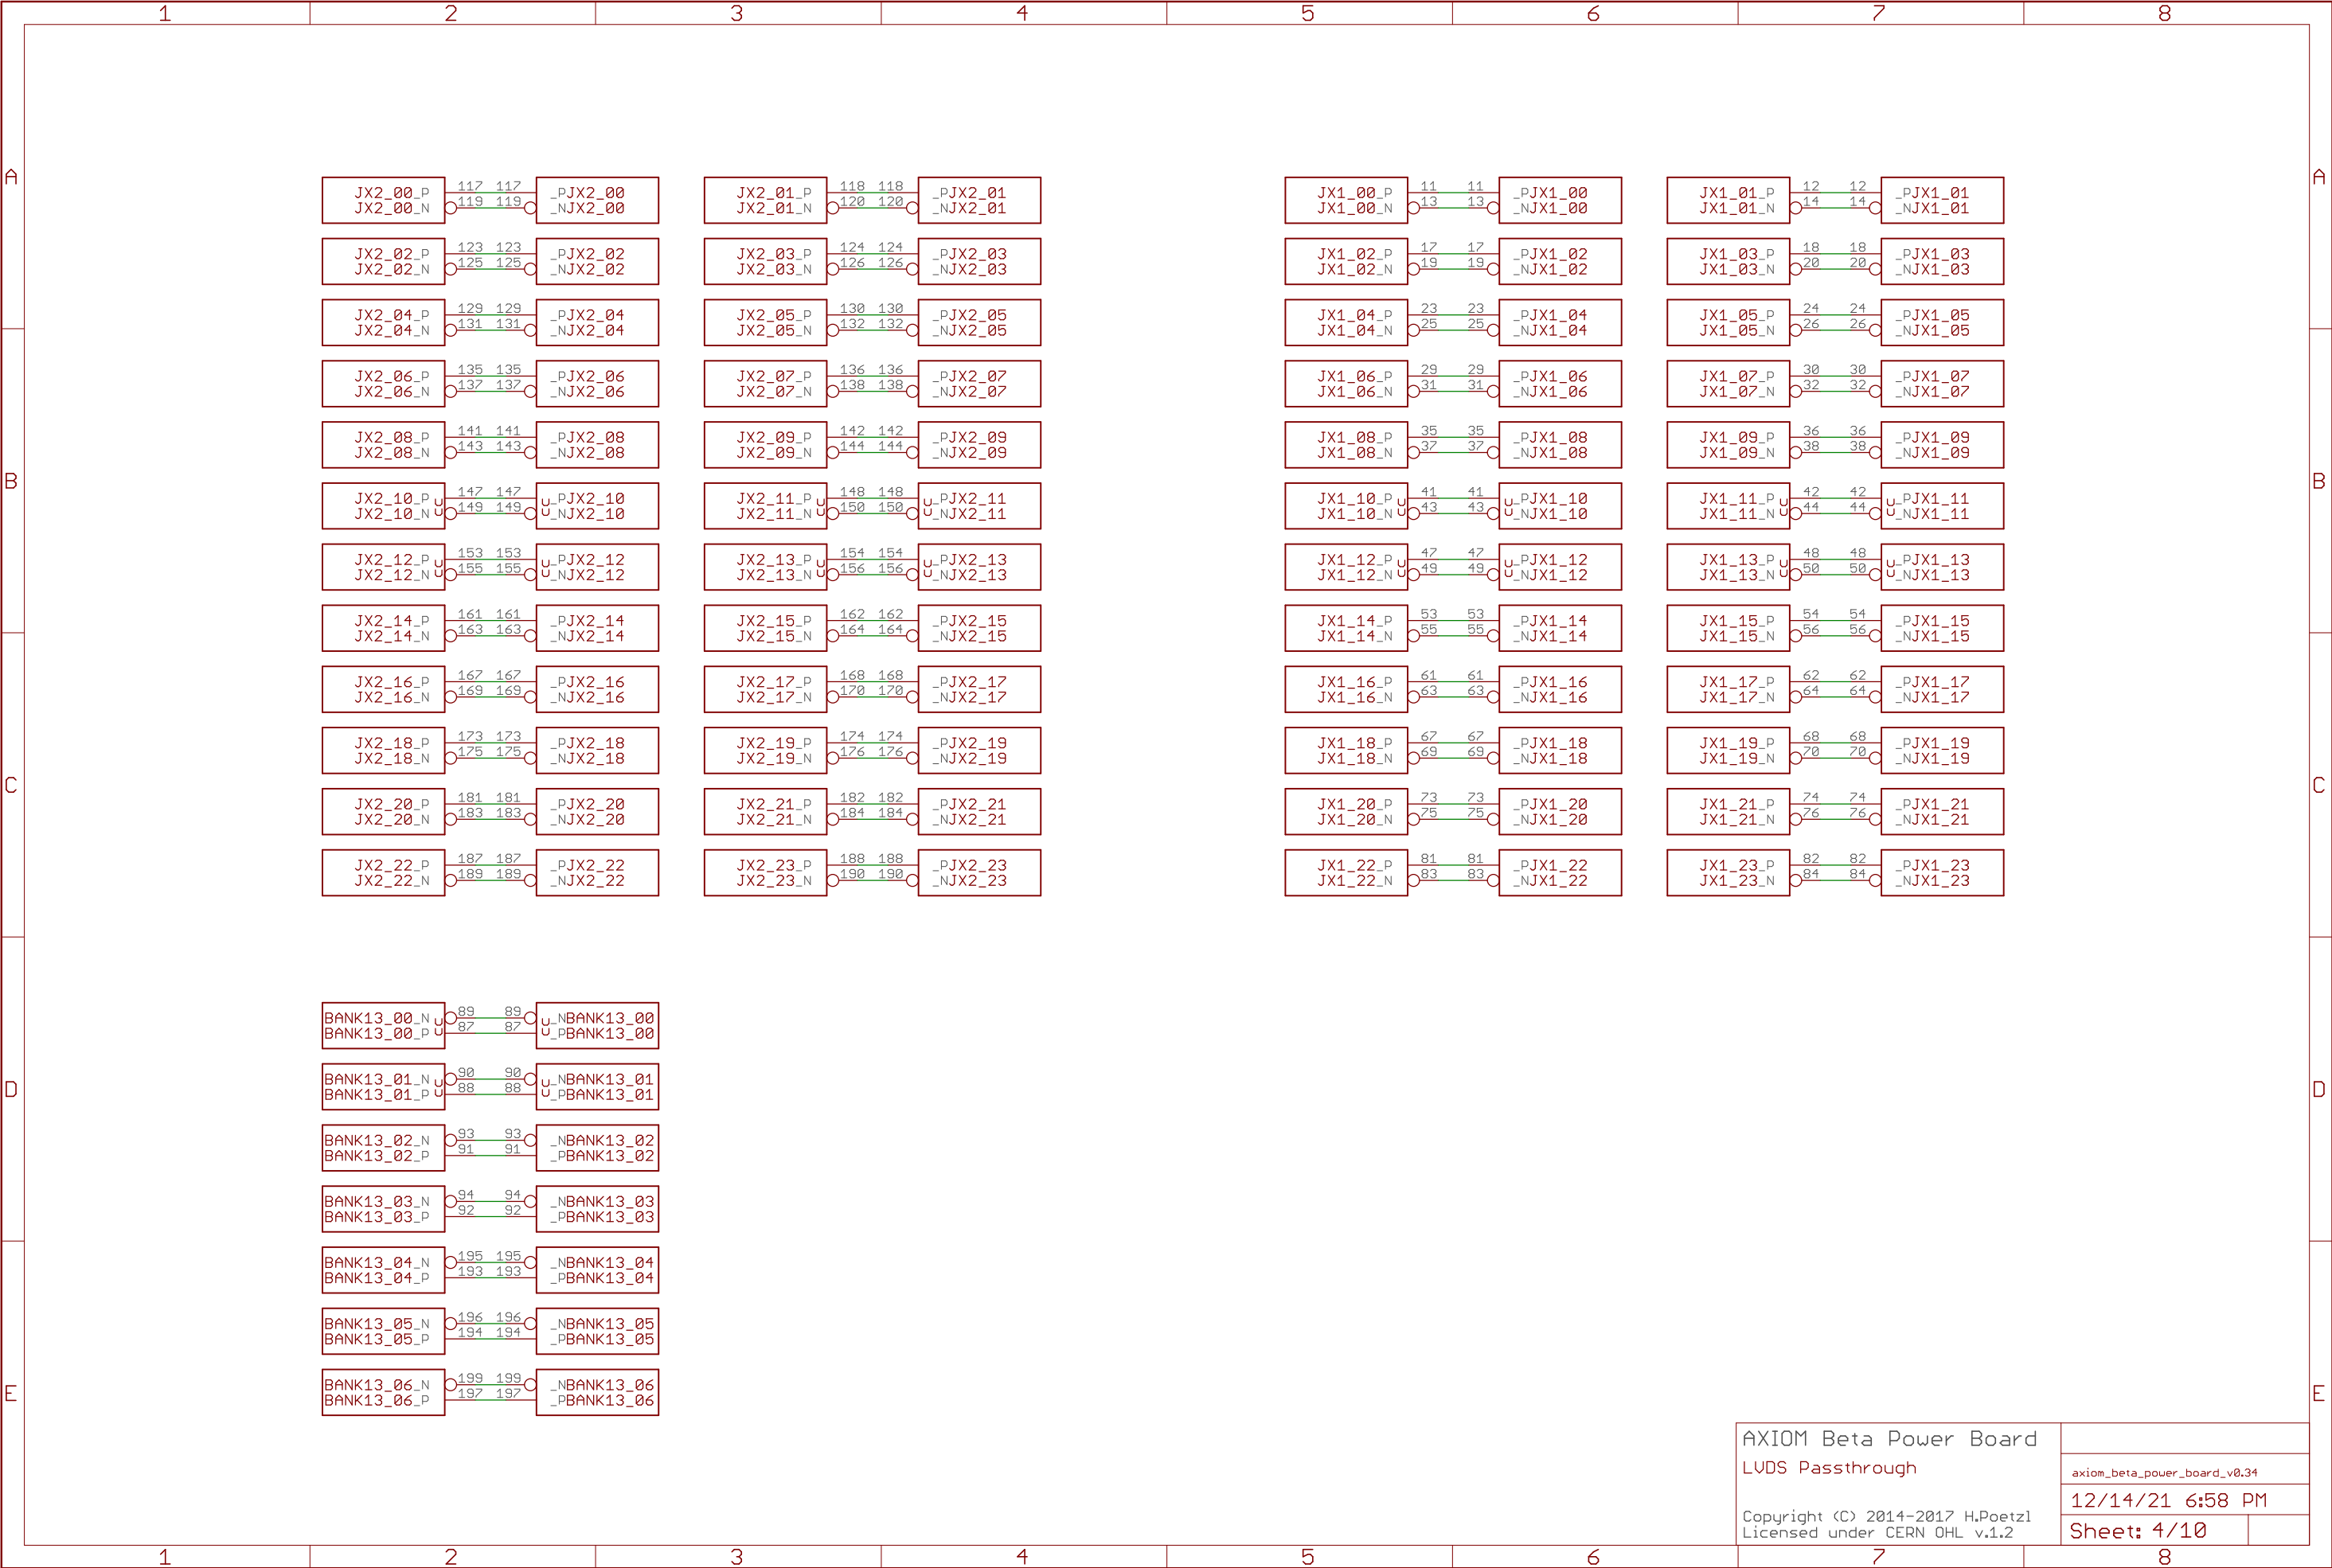 1 2 3 4 5 6 7 8
A A
JX2_00_P 117 117 _PJX2_00 JX2_01_P 118 118 _PJX2_01 JX1_00_P 11 11 _PJX1_00 JX1_01_P 12 12 _PJX1_01
JX2_00_N 119 119 _NJX2_00 JX2_01_N 120 120 _NJX2_01 JX1_00_N 13 13 _NJX1_00 JX1_01_N 14 14 _NJX1_01
JX2_02_P 123 123 _PJX2_02 JX2_03_P 124 124 _PJX2_03 JX1_02_P 17 17 _PJX1_02 JX1_03_P 18 18 _PJX1_03
JX2_02_N 125 125 _NJX2_02 JX2_03_N 126 126 _NJX2_03 JX1_02_N 19 19 _NJX1_02 JX1_03_N 20 20 _NJX1_03
JX2_04_P 129 129 _PJX2_04 JX2_05_P 130 130 _PJX2_05 JX1_04_P 23 23 _PJX1_04 JX1_05_P 24 24 _PJX1_05
JX2_04_N 131 131 _NJX2_04 JX2_05_N 132 132 _NJX2_05 JX1_04_N 25 25 _NJX1_04 JX1_05_N 26 26 _NJX1_05
JX2_06_P 135 135 _PJX2_06 JX2_07_P 136 136 _PJX2_07 JX1_06_P 29 29 _PJX1_06 JX1_07_P 30 30 _PJX1_07
JX2_06_N 137 137 _NJX2_06 JX2_07_N 138 138 _NJX2_07 JX1_06_N 31 31 _NJX1_06 JX1_07_N 32 32 _NJX1_07
JX2_08_P 141 141 _PJX2_08 JX2_09_P 142 142 _PJX2_09 JX1_08_P 35 35 _PJX1_08 JX1_09_P 36 36 _PJX1_09
JX2_08_N 143 143 _NJX2_08 JX2_09_N 144 144 _NJX2_09 JX1_08_N 37 37 _NJX1_08 JX1_09_N 38 38 _NJX1_09
B B
JX2_10_P U 147 147 U _PJX2_10 JX2_11_P U 148 148 U _PJX2_11 JX1_10_P U 41 41 U _PJX1_10 JX1_11_P U 42 42 U _PJX1_11
JX2_10_N U 149 149 U _NJX2_10 JX2_11_N U 150 150 U _NJX2_11 JX1_10_N U 43 43 U _NJX1_10 JX1_11_N U 44 44 U _NJX1_11
JX2_12_P U 153 153 U _PJX2_12 JX2_13_P U 154 154 U _PJX2_13 JX1_12_P U 47 47 U _PJX1_12 JX1_13_P U 48 48 U _PJX1_13
JX2_12_N U 155 155 U _NJX2_12 JX2_13_N U 156 156 U _NJX2_13 JX1_12_N U 49 49 U _NJX1_12 JX1_13_N U 50 50 U _NJX1_13
JX2_14_P 161 161 _PJX2_14 JX2_15_P 162 162 _PJX2_15 JX1_14_P 53 53 _PJX1_14 JX1_15_P 54 54 _PJX1_15
JX2_14_N 163 163 _NJX2_14 JX2_15_N 164 164 _NJX2_15 JX1_14_N 55 55 _NJX1_14 JX1_15_N 56 56 _NJX1_15
JX2_16_P 167 167 _PJX2_16 JX2_17_P 168 168 _PJX2_17 JX1_16_P 61 61 _PJX1_16 JX1_17_P 62 62 _PJX1_17
JX2_16_N 169 169 _NJX2_16 JX2_17_N 170 170 _NJX2_17 JX1_16_N 63 63 _NJX1_16 JX1_17_N 64 64 _NJX1_17
JX2_18_P 173 173 _PJX2_18 JX2_19_P 174 174 _PJX2_19 JX1_18_P 67 67 _PJX1_18 JX1_19_P 68 68 _PJX1_19
JX2_18_N 175 175 _NJX2_18 JX2_19_N 176 176 _NJX2_19 JX1_18_N 69 69 _NJX1_18 JX1_19_N 70 70 _NJX1_19
C C
JX2_20_P 181 181 _PJX2_20 JX2_21_P 182 182 _PJX2_21 JX1_20_P 73 73 _PJX1_20 JX1_21_P 74 74 _PJX1_21
JX2_20_N 183 183 _NJX2_20 JX2_21_N 184 184 _NJX2_21 JX1_20_N 75 75 _NJX1_20 JX1_21_N 76 76 _NJX1_21
JX2_22_P 187 187 _PJX2_22 JX2_23_P 188 188 _PJX2_23 JX1_22_P 81 81 _PJX1_22 JX1_23_P 82 82 _PJX1_23
JX2_22_N 189 189 _NJX2_22 JX2_23_N 190 190 _NJX2_23 JX1_22_N 83 83 _NJX1_22 JX1_23_N 84 84 _NJX1_23
BANK13_00_N U 89 89 U _NBANK13_00
BANK13_00_P U 87 87 U _PBANK13_00
BANK13_01_N U 90 90 U _NBANK13_01
D D
BANK13_01_P U 88 88 U _PBANK13_01
BANK13_02_N 93 93 _NBANK13_02
BANK13_02_P 91 91 _PBANK13_02
BANK13_03_N 94 94 _NBANK13_03
BANK13_03_P 92 92 _PBANK13_03
BANK13_04_N 195 195 _NBANK13_04
BANK13_04_P 193 193 _PBANK13_04
BANK13_05_N 196 196 _NBANK13_05
BANK13_05_P 194 194 _PBANK13_05
BANK13_06_N 199 199 _NBANK13_06
E E
BANK13_06_P 197 197 _PBANK13_06
AXIOM Beta Power Board
LVDS Passthrough
axiom_beta_power_board_v0.34
12/14/21 6:58 PM
Copyright (C) 2014-2017 H.Poetzl
Licensed under CERN OHL v.1.2
Sheet: 4/10
1 2 3 4 5 6 7 8